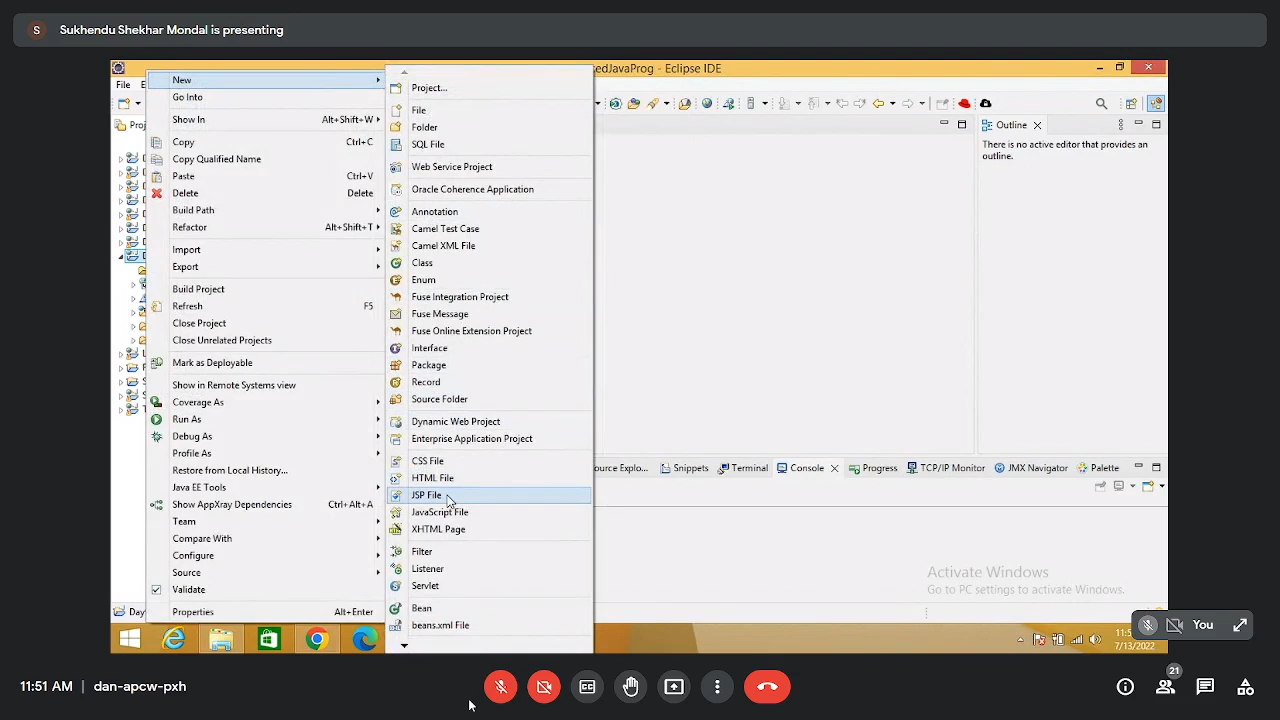 S Sukhendu Shekhar Mondal is presenting
edJavaProg - Eclipse IDE
File E
New
Go Into
Show In Alt+Shift+W
Copy Ctrl+C
Copy Qualified Name
Paste Ctrl+V
Delete Delete
Build Path
Refactor Alt+Shift+T
Import
Export
Build Project
Refresh F5
Close Project
Close Unrelated Projects
Mark as Deployable
Show in Remote Systems view
Coverage As
Run As
Debug As
Profile As
Restore from Local History...
Java EE Tools
Show AppXray Dependencies Ctrl+Alt+A
Team
Compare With
Configure
Source
Validate
Properties Alt+Enter
Project...
File
Folder
SQL File
Web Service Project
Oracle Coherence Application
Annotation
Camel Test Case
Camel XML File
Class
Enum
Fuse Integration Project
Fuse Message
Fuse Online Extension Project
Interface
Package
Record
Source Folder
Dynamic Web Project
Enterprise Application Project
CSS File
HTML File
JSP File
JavaScript File
XHTML Page
Filter
Listener
Servlet
Bean
beans.xml File
Proj
Day
Outline
There is no active editor that provides an
outline.
ource Explo... Snippets Terminal Console Progress TCP/IP Monitor JMX Navigator Palette
Activate Windows
Go to PC settings to activate Windows.
You
11:5
7/13/2022
11:51 AM dan-apcw-pxh
21